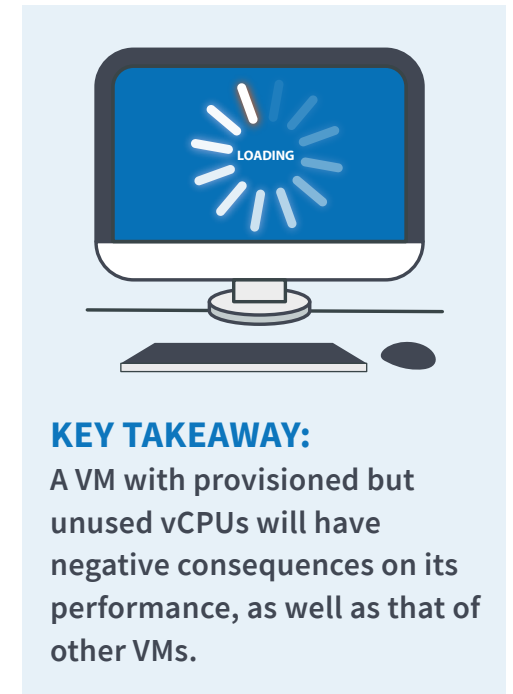 LOADING
KEY TAKEAWAY:
A VM with provisioned but
unused vCPUs will have
negative consequences on its
performance, as well as that of
other VMs.